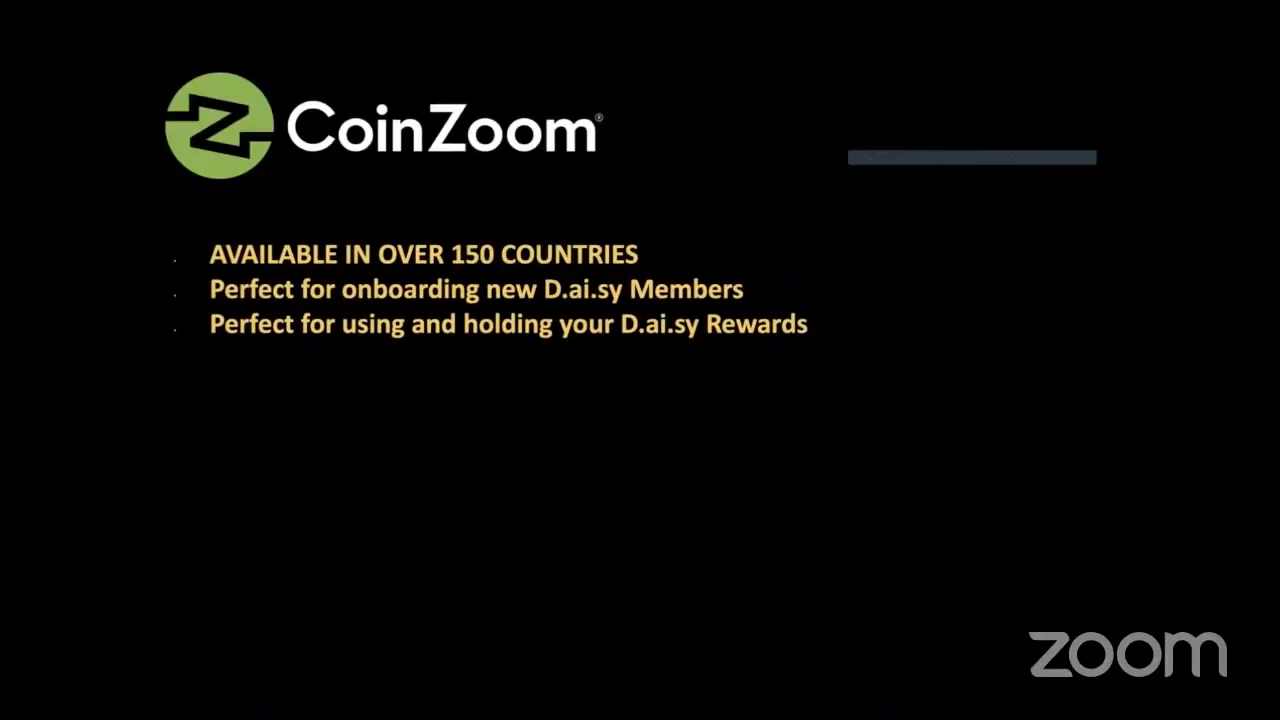 CoinZoom®
AVAILABLE IN OVER 150 COUNTRIES
Perfect for onboarding new D.ai.sy Members
Perfect for using and holding your D.ai.sy Rewards
zoom